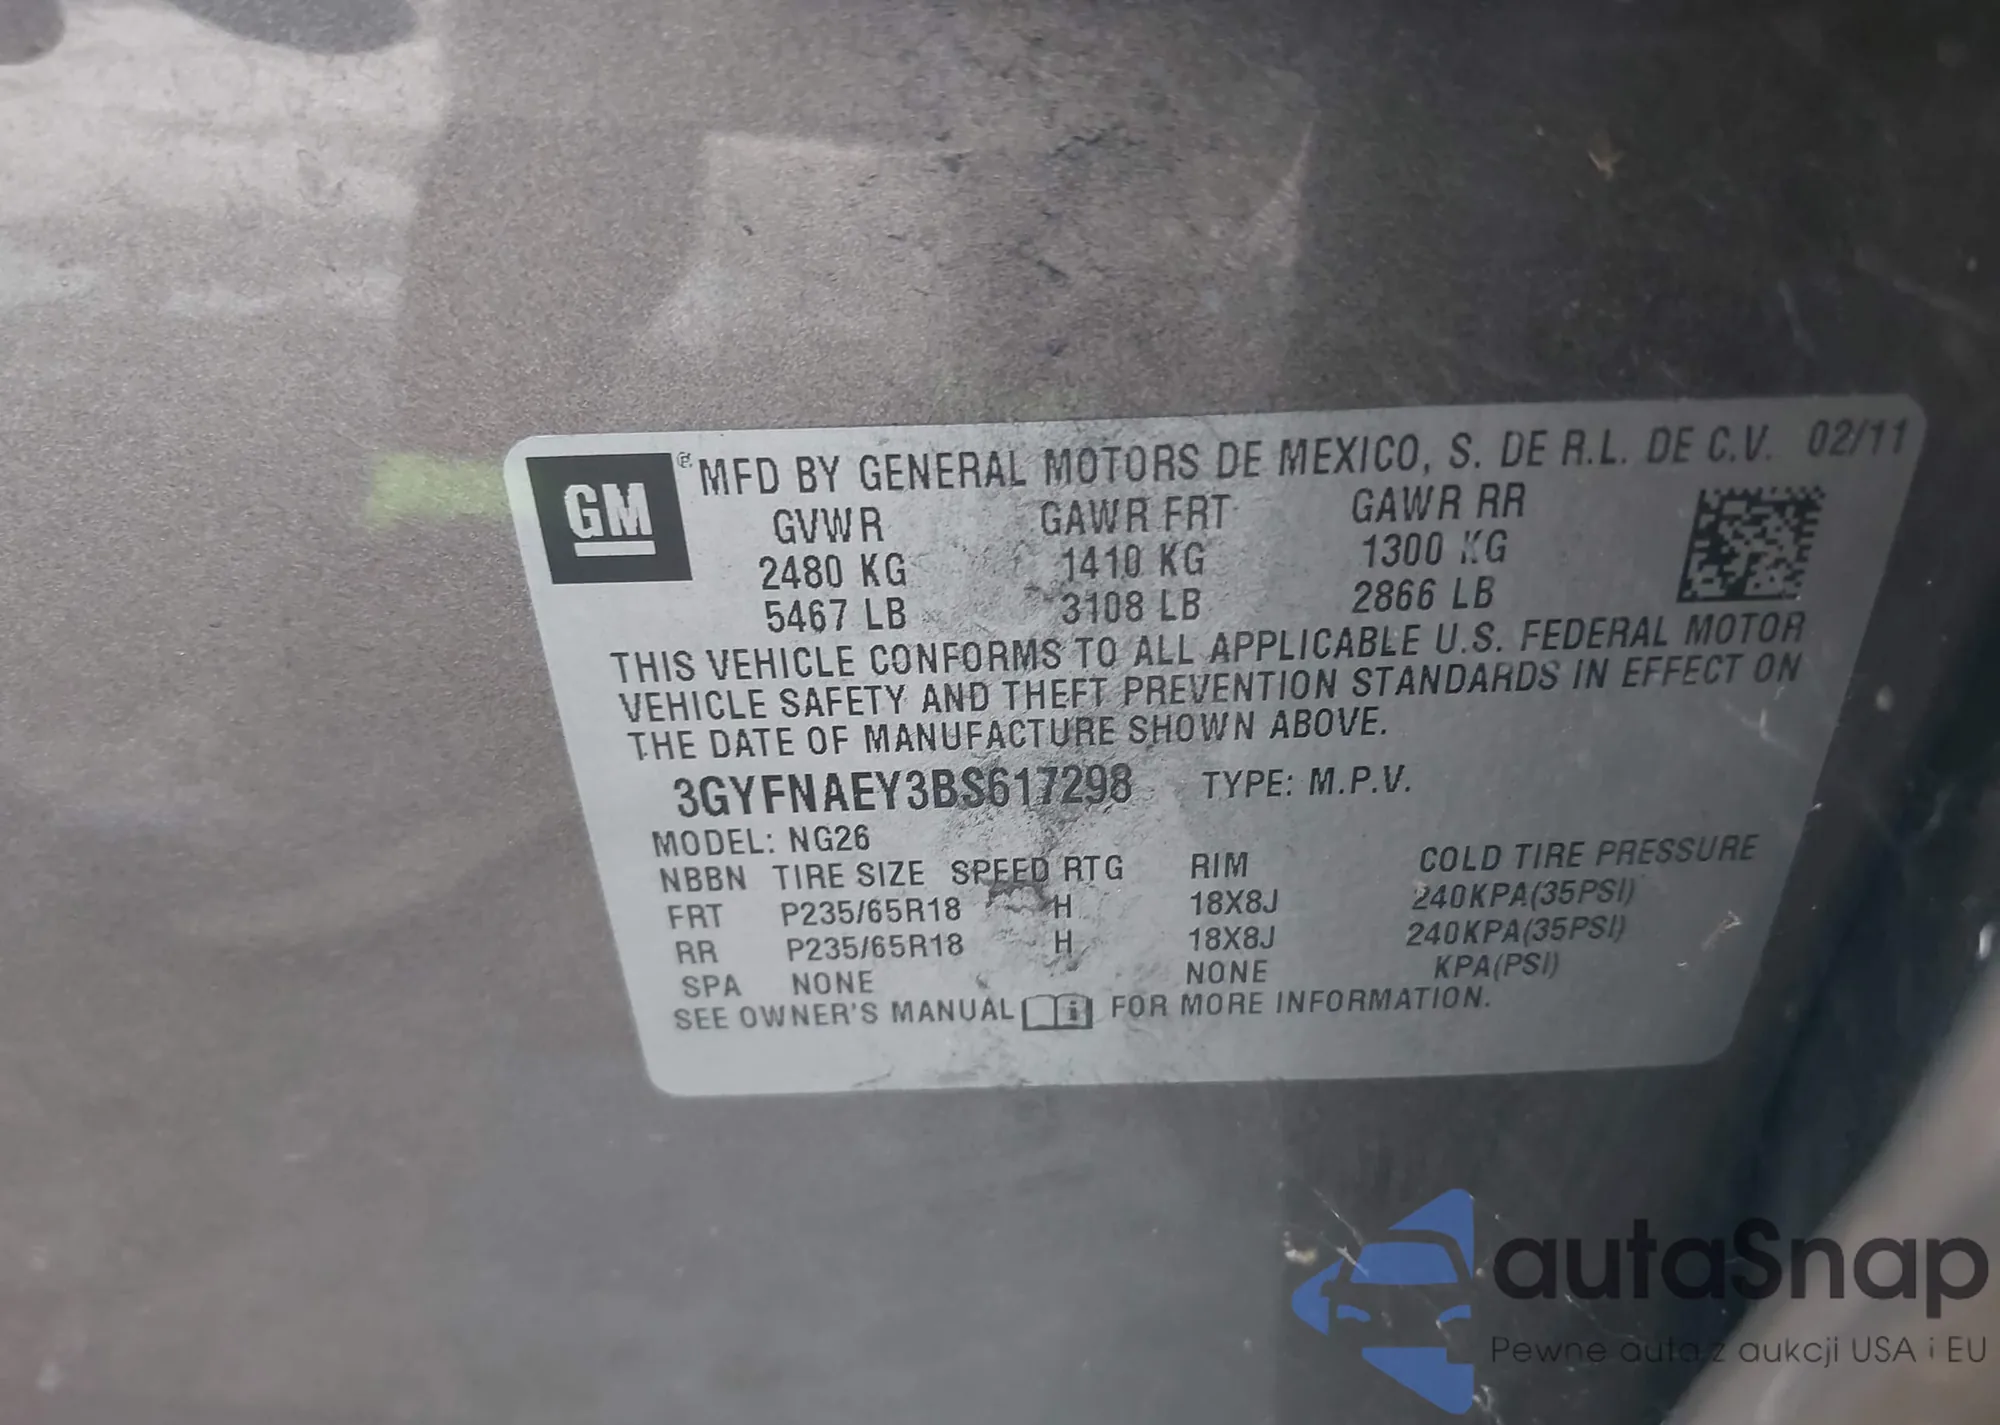 GM
® MFD BY GENERAL MOTORS DE MEXICO, S. DE R.L. DE C.V. 02/11
GVWR GAWR FRT GAWR RR
2480 KG 1410 KG 1300 KG
5467 LB 3108 LB 2866 LB
THIS VEHICLE CONFORMS TO ALL APPLICABLE U.S. FEDERAL MOTOR
VEHICLE SAFETY AND THEFT PREVENTION STANDARDS IN EFFECT ON
THE DATE OF MANUFACTURE SHOWN ABOVE.
3GYFNAEY3BS617298 TYPE: M.P.V.
MODEL: NG26
NBBN TIRE SIZE SPEED RTG RIM COLD TIRE PRESSURE
FRT P235/65R18 H 18X8J 240KPA(35PSI)
RR P235/65R18 H 18X8J 240KPA(35PSI)
SPA NONE NONE KPA(PSI)
SEE OWNER'S MANUAL i FOR MORE INFORMATION.
autaSnap
Pewne auta z aukcji USA i EU